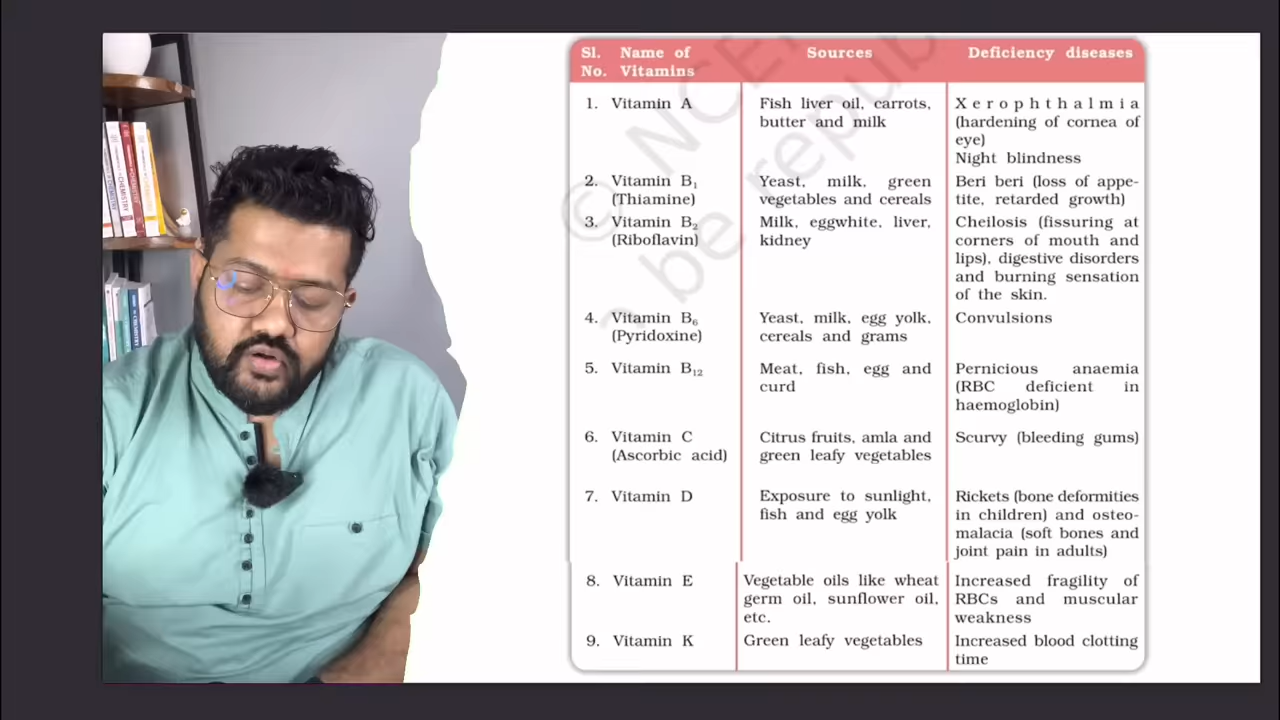 Sl. Name of Sources Deficiency diseases
No. Vitamins
1. Vitamin A Fish liver oil, carrots, Xerophthalmia
butter and milk (hardening of cornea of
eye)
Night blindness
2. Vitamin B₁ Yeast, milk, green Beri beri (loss of appe-
(Thiamine) vegetables and cereals tite, retarded growth)
3. Vitamin B₂ Milk, eggwhite, liver, Cheilosis (fissuring at
(Riboflavin) kidney corners of mouth and
lips), digestive disorders
and burning sensation
of the skin.
4. Vitamin B₆ Yeast, milk, egg yolk, Convulsions
(Pyridoxine) cereals and grams
5. Vitamin B₁₂ Meat, fish, egg and Pernicious anaemia
curd (RBC deficient in
haemoglobin)
6. Vitamin C Citrus fruits, amla and Scurvy (bleeding gums)
(Ascorbic acid) green leafy vegetables
7. Vitamin D Exposure to sunlight, Rickets (bone deformities
fish and egg yolk in children) and osteo-
malacia (soft bones and
joint pain in adults)
8. Vitamin E Vegetable oils like wheat Increased fragility of
germ oil, sunflower oil, RBCs and muscular
etc. weakness
9. Vitamin K Green leafy vegetables Increased blood clotting
time